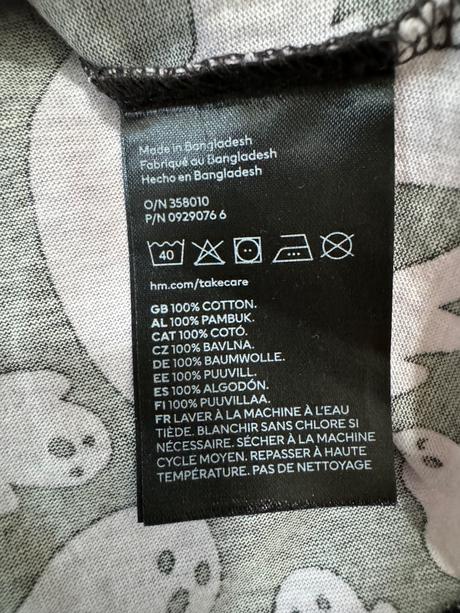 Made in Bangladesh
Fabriqué au Bangladesh
Hecho en Bangladesh
O/N 358010
P/N 0929076 6
40
hm.com/takecare
GB 100% COTTON.
AL 100% PAMBUK.
CAT 100% COTÓ.
CZ 100% BAVLNA.
DE 100% BAUMWOLLE.
EE 100% PUUVILL.
ES 100% ALGODÓN.
FI 100% PUUVILLAA.
FR LAVER À LA MACHINE À L'EAU
TIÈDE. BLANCHIR SANS CHLORE SI
NÉCESSAIRE. SÉCHER À LA MACHINE
CYCLE MOYEN. REPASSER À HAUTE
TEMPÉRATURE. PAS DE NETTOYAGE